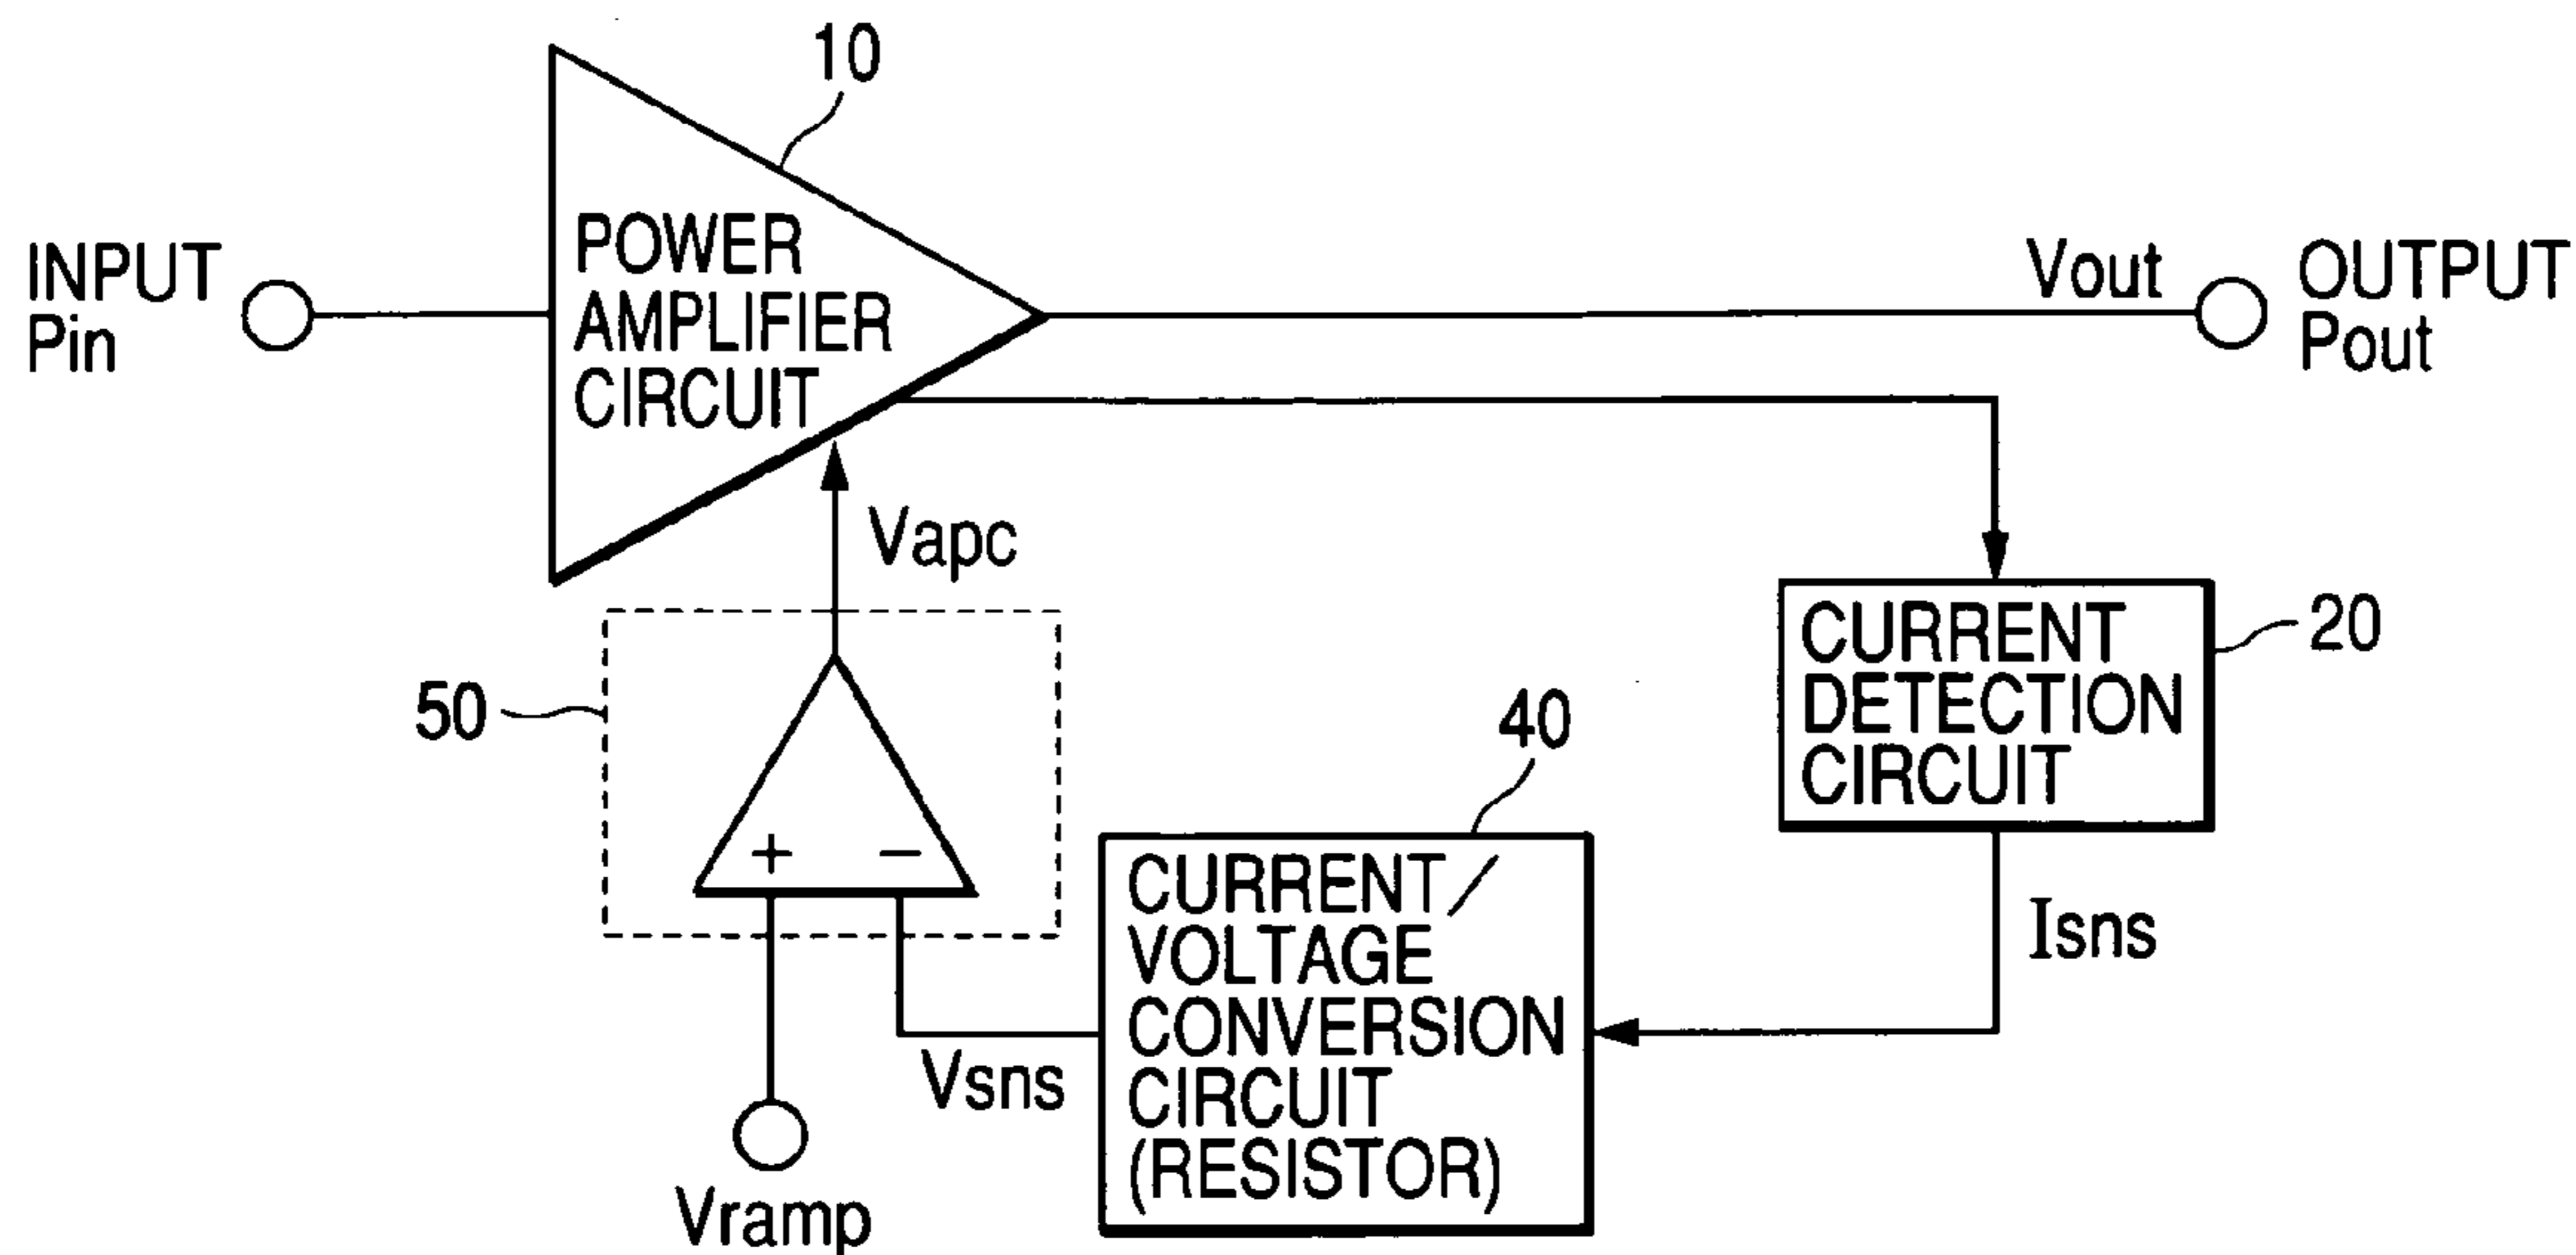 10
INPUT
Pin
POWER
AMPLIFIER
CIRCUIT
Vout
OUTPUT
Pout
Vapc
50
+ −
CURRENT
DETECTION
CIRCUIT
20
40
CURRENT/
VOLTAGE
CONVERSION
CIRCUIT
(RESISTOR)
Isns
Vsns
Vramp